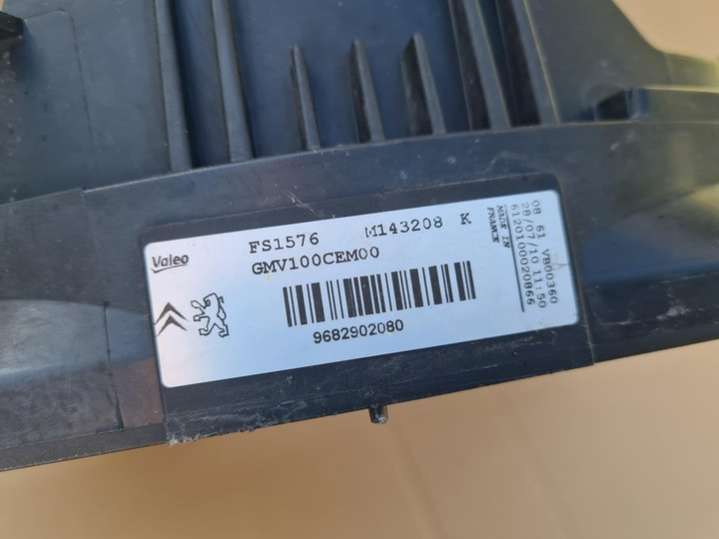 Valeo
FS1576 M143208 K
GMV100CEM00
9682902080
MADE IN
FRANCE
08 61 VB00360
28/07/10 11:50
6120100020866